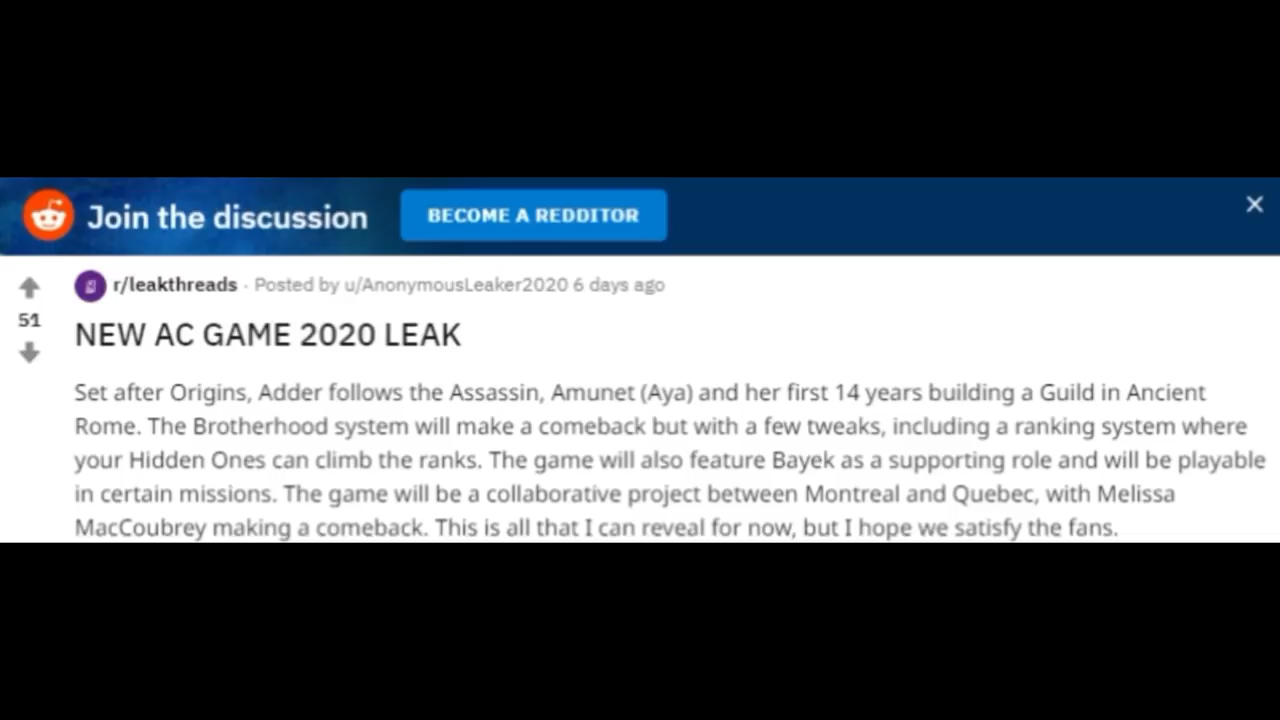 Join the discussion
BECOME A REDDITOR
r/leakthreads · Posted by u/AnonymousLeaker2020 6 days ago
51
NEW AC GAME 2020 LEAK
Set after Origins, Adder follows the Assassin, Amunet (Aya) and her first 14 years building a Guild in Ancient
Rome. The Brotherhood system will make a comeback but with a few tweaks, including a ranking system where
your Hidden Ones can climb the ranks. The game will also feature Bayek as a supporting role and will be playable
in certain missions. The game will be a collaborative project between Montreal and Quebec, with Melissa
MacCoubrey making a comeback. This is all that I can reveal for now, but I hope we satisfy the fans.